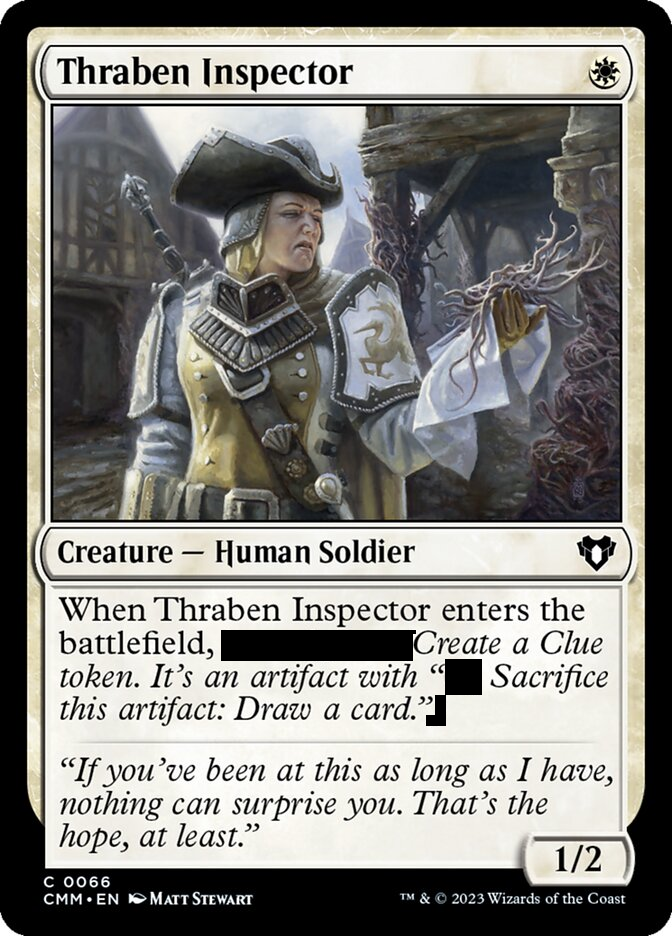 Thraben Inspector
Creature — Human Soldier
When Thraben Inspector enters the
battlefield, Create a Clue
token. It's an artifact with “ Sacrifice
this artifact: Draw a card.”
“If you've been at this as long as I have,
nothing can surprise you. That's the
hope, at least.”
1/2
C 0066
CMM • EN Matt Stewart
™ & © 2023 Wizards of the Coast